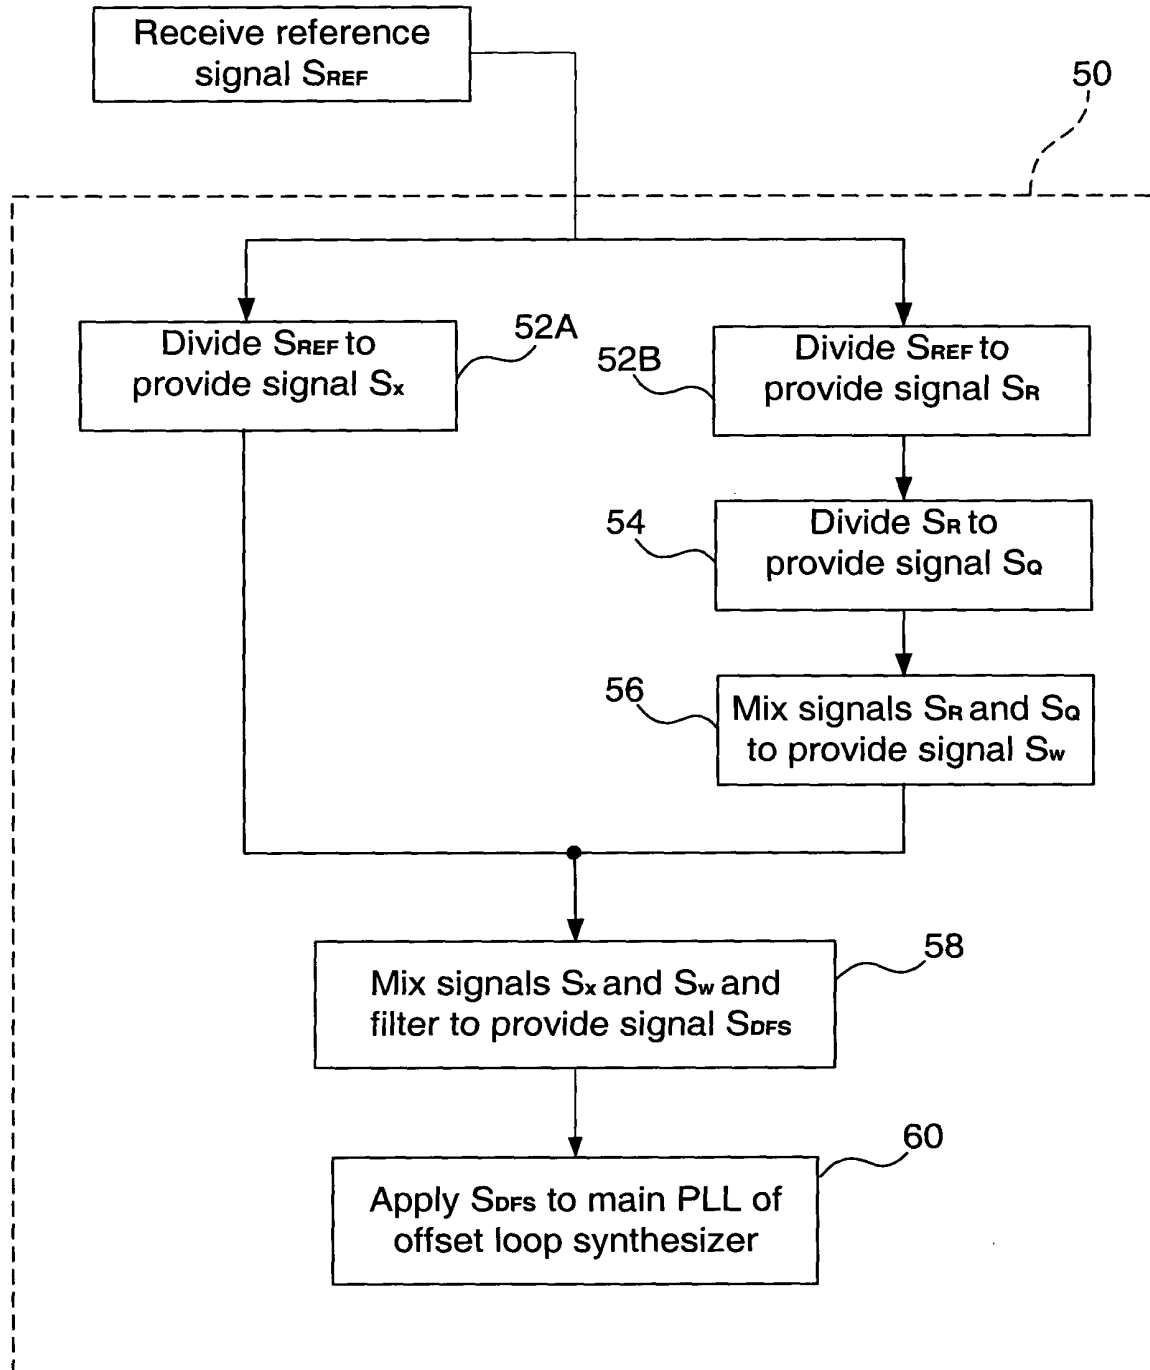 Receive reference
signal SREF
50
Divide SREF to
provide signal Sx
52A
52B
Divide SREF to
provide signal SR
54
Divide SR to
provide signal SQ
56
Mix signals SR and SQ
to provide signal Sw
58
Mix signals Sx and Sw and
filter to provide signal SDFS
60
Apply SDFS to main PLL of
offset loop synthesizer